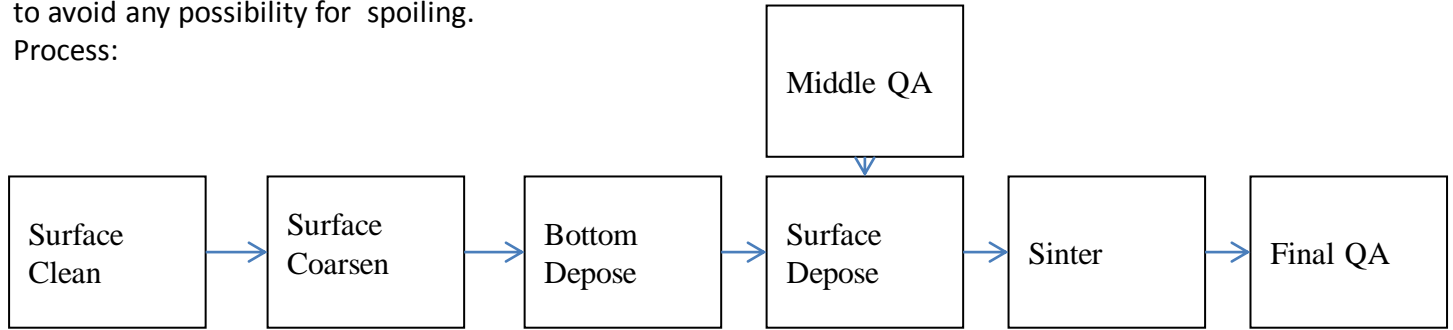 to avoid any possibility for spoiling.
Process:
Middle QA
Surface
Clean
Surface
Coarsen
Bottom
Depose
Surface
Depose
Sinter
Final QA